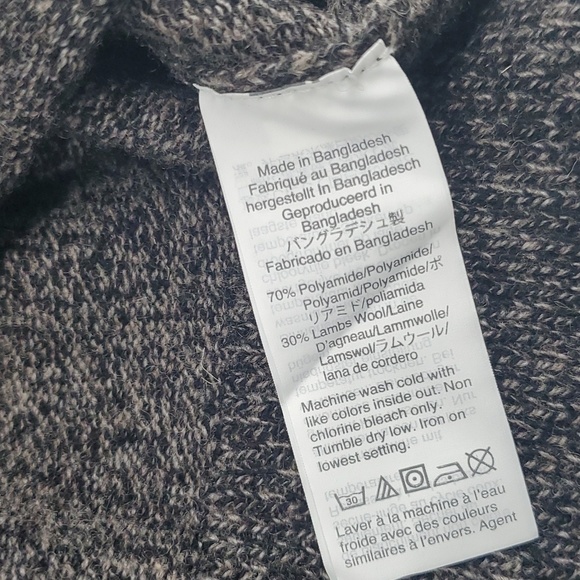 Made in Bangladesh
Fabriqué au Bangladesh
hergestellt In Bangladesch
Geproduceerd in
Bangladesh
バングラデシュ製
Fabricado en Bangladesh
70% Polyamide/Polyamide/
Polyamid/Polyamide/ポ
リアミド/poliamida
30% Lambs Wool/Laine
D'agneau/Lammwolle/
Lamswol/ラムウール/
lana de cordero
Machine wash cold with
like colors inside out. Non
chlorine bleach only.
Tumble dry low. Iron on
lowest setting.
30
Laver à la machine à l'eau
froide avec des couleurs
similaires à l'envers. Agent